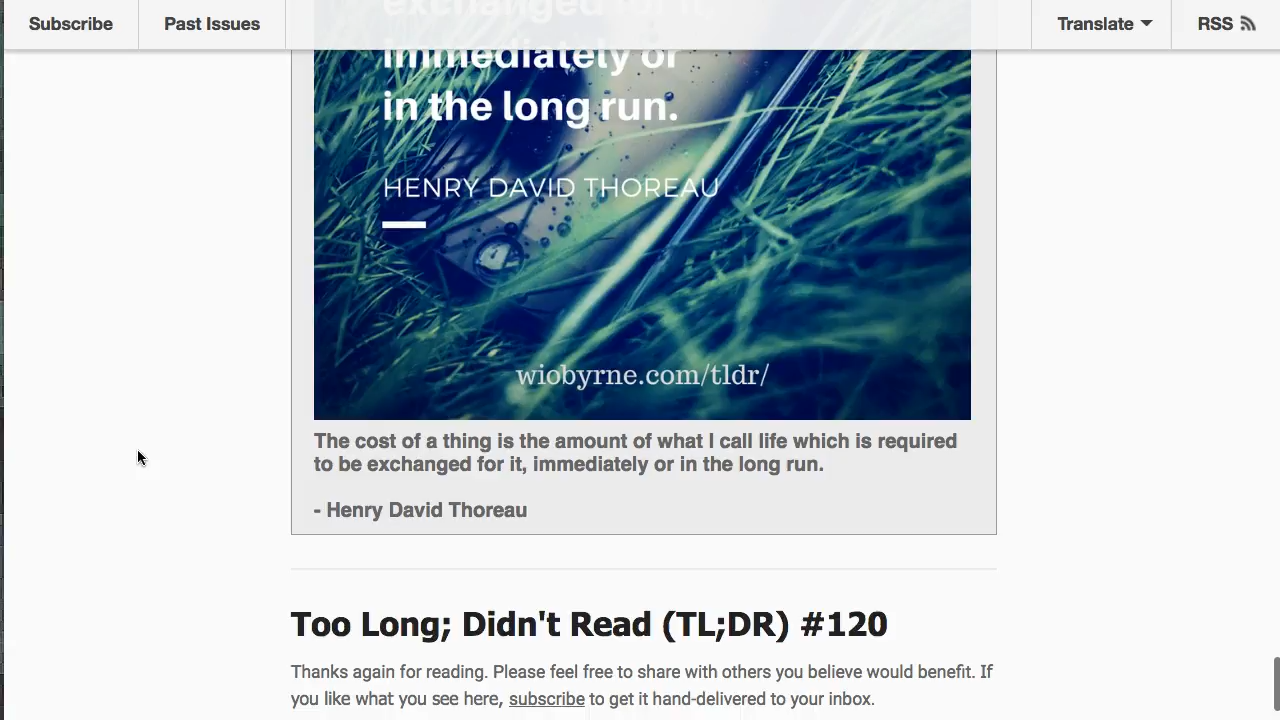 Subscribe
Past Issues
Translate
RSS
exchanged for it
immediately or
in the long run.
HENRY DAVID THOREAU
wiobyrne.com/tldr/
The cost of a thing is the amount of what I call life which is required
to be exchanged for it, immediately or in the long run.
- Henry David Thoreau
Too Long; Didn't Read (TL;DR) #120
Thanks again for reading. Please feel free to share with others you believe would benefit. If
you like what you see here, subscribe to get it hand-delivered to your inbox.